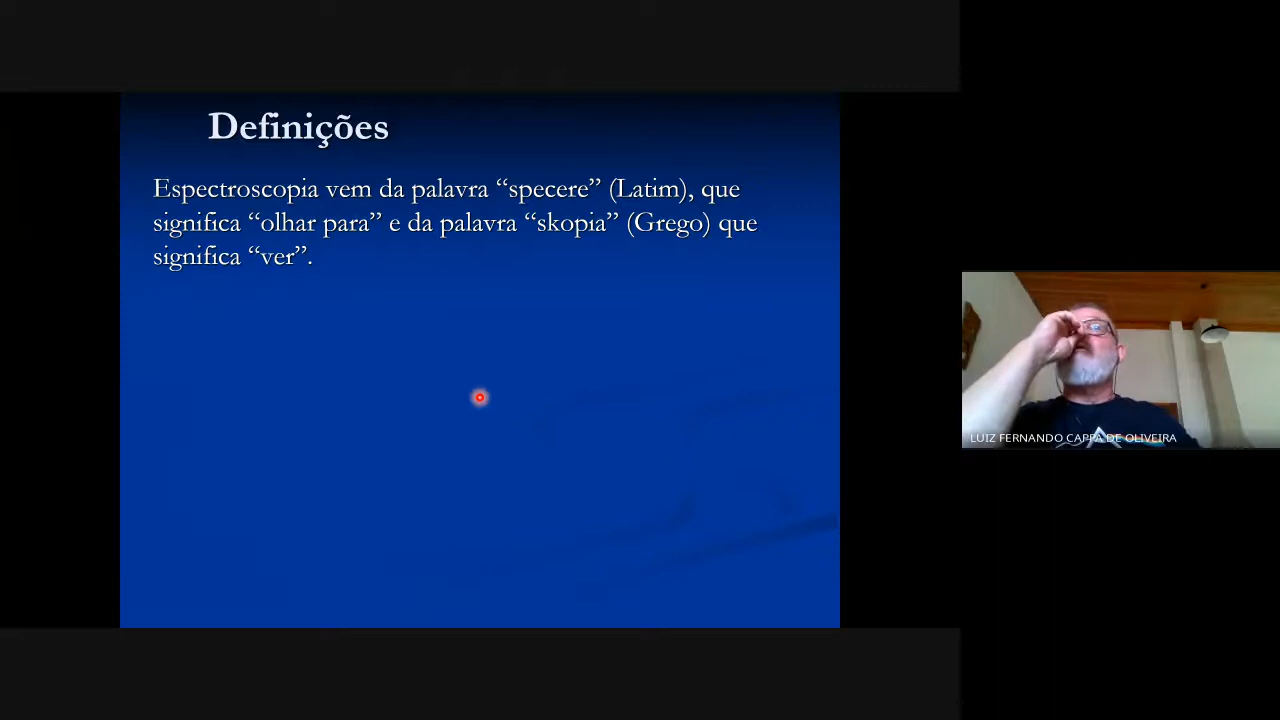 Definições
Espectroscopia vem da palavra “specere” (Latim), que
significa “olhar para” e da palavra “skopia” (Grego) que
significa “ver”.
LUIZ FERNANDO CAPPA DE OLIVEIRA